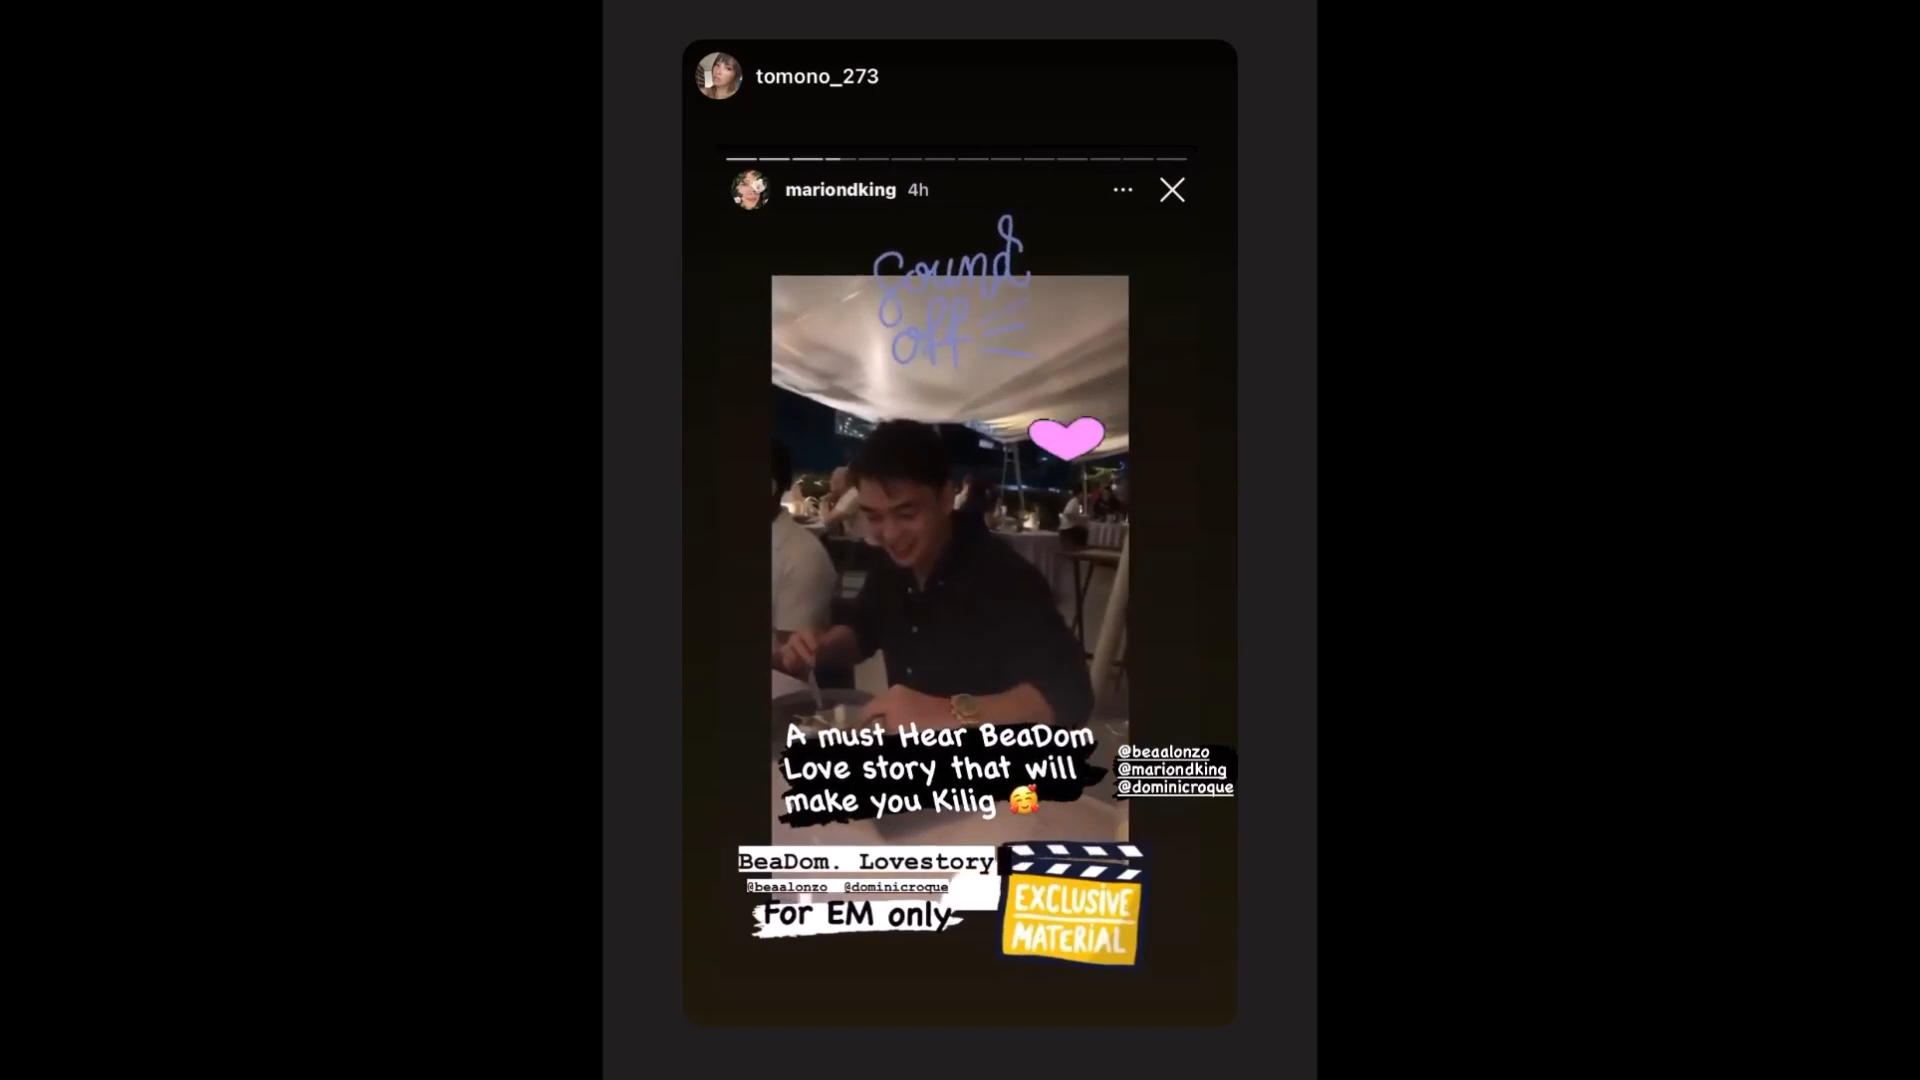 tomono_273
mariondking 4h
sound
off
A must Hear BeaDom
Love story that will
make you Kilig 🥰
@beaalonzo
@mariondking
@dominicroque
BeaDom. Lovestory
@beaalonzo @dominicroque
For EM only
EXCLUSIVE
MATERIAL